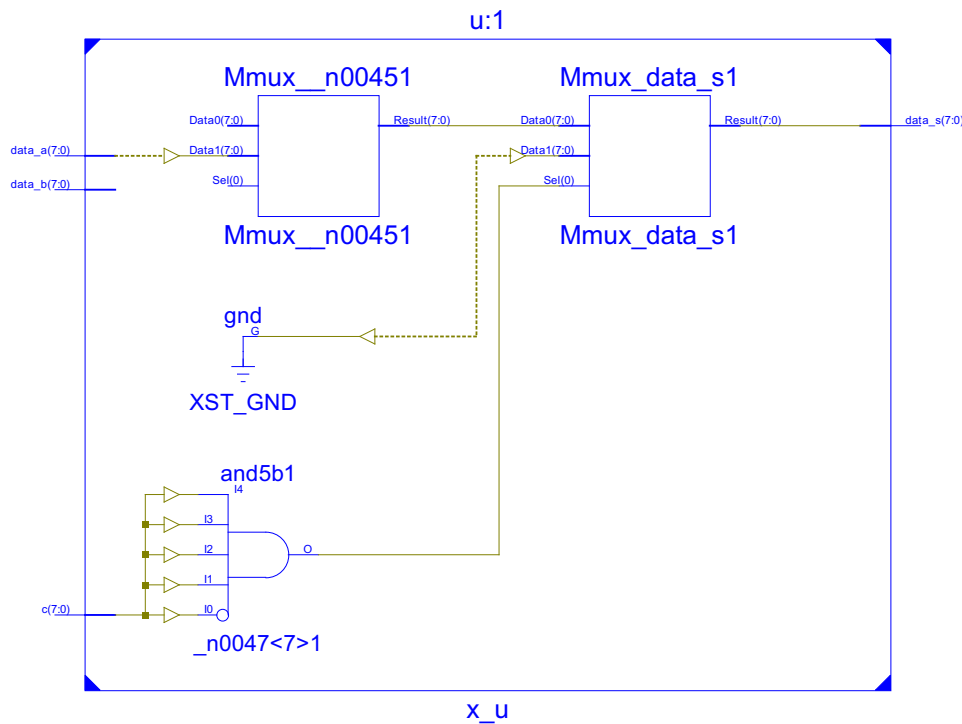 u:1
Mmux__n00451
Mmux_data_s1
Data0(7:0)
Result(7:0)
Data0(7:0)
Result(7:0)
data_s(7:0)
data_a(7:0)
Data1(7:0)
Data1(7:0)
data_b(7:0)
Sel(0)
Sel(0)
Mmux__n00451
Mmux_data_s1
gnd
G
XST_GND
and5b1
I4
I3
I2
O
I1
c(7:0)
I0
_n0047<7>1
x_u